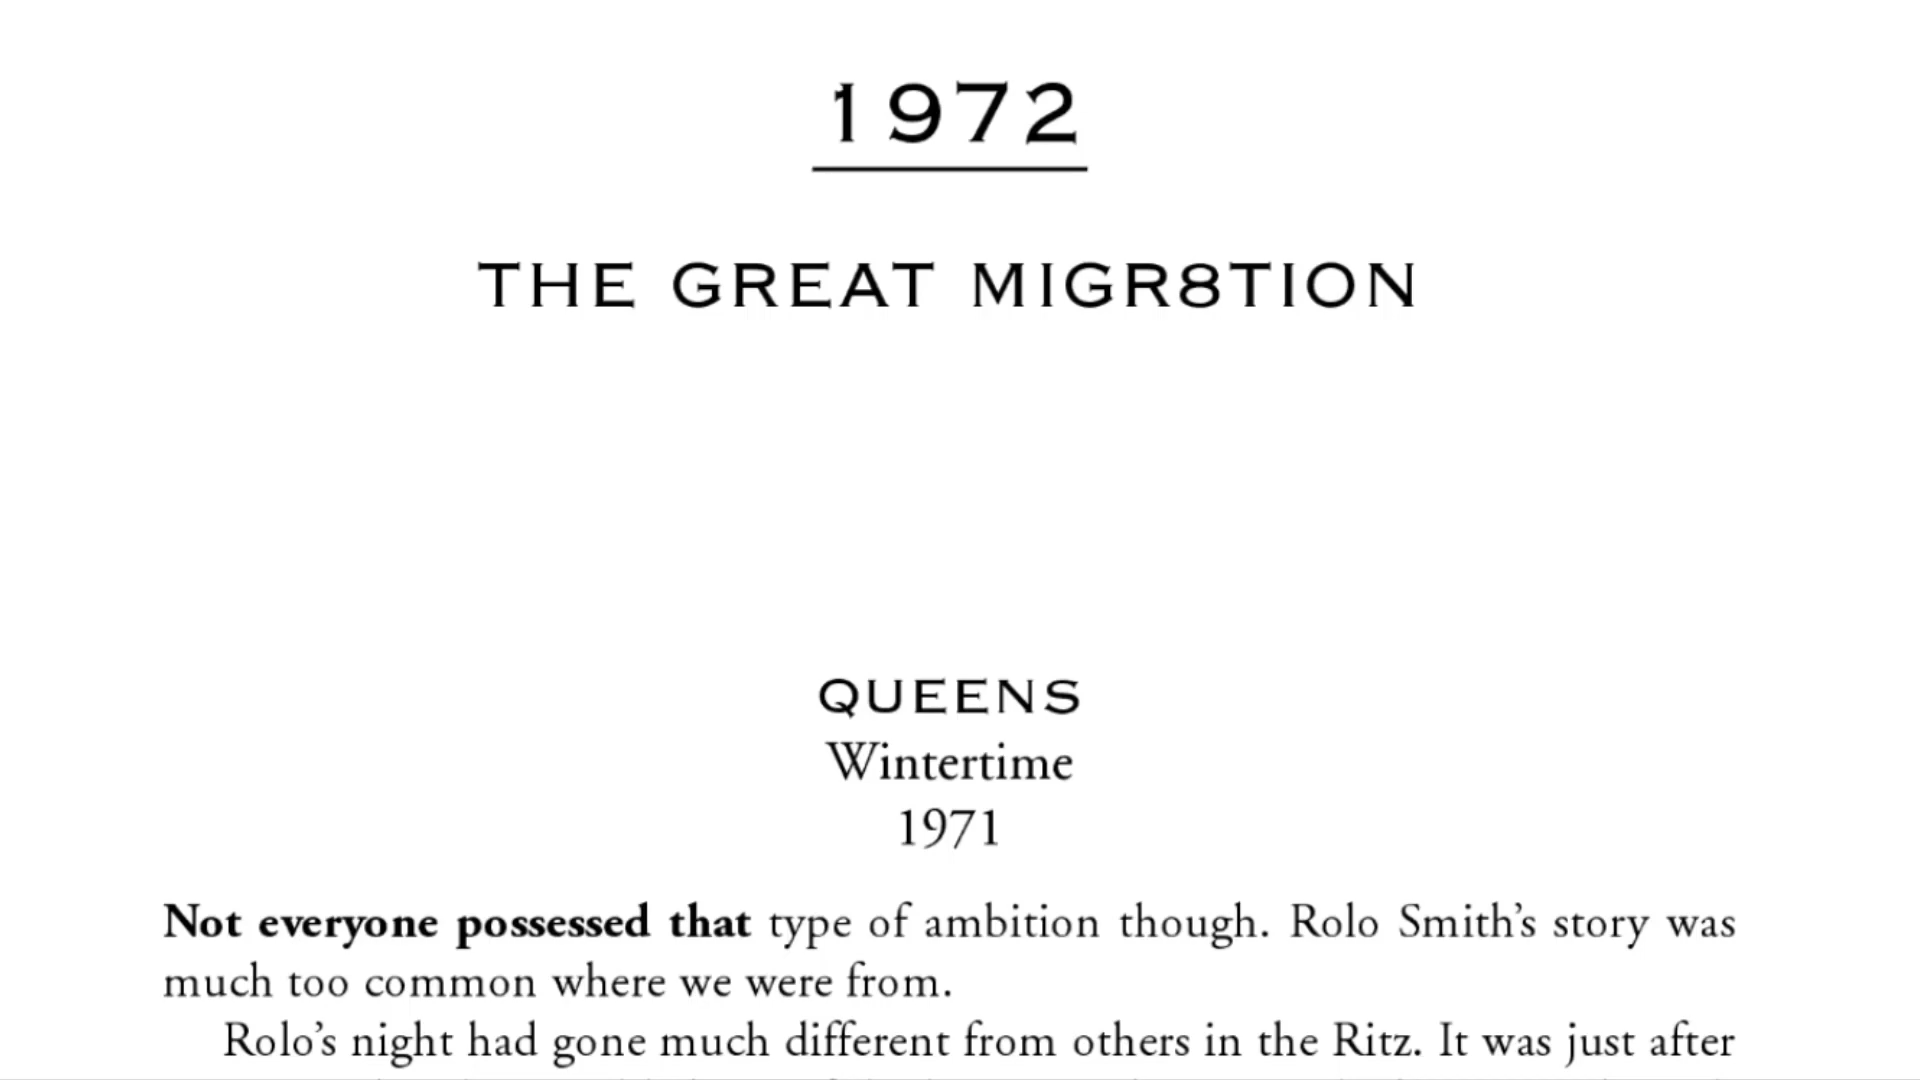 1972
THE GREAT MIGR8TION
QUEENS
Wintertime
1971
Not everyone possessed that type of ambition though. Rolo Smith’s story was
much too common where we were from.
Rolo’s night had gone much different from others in the Ritz. It was just after